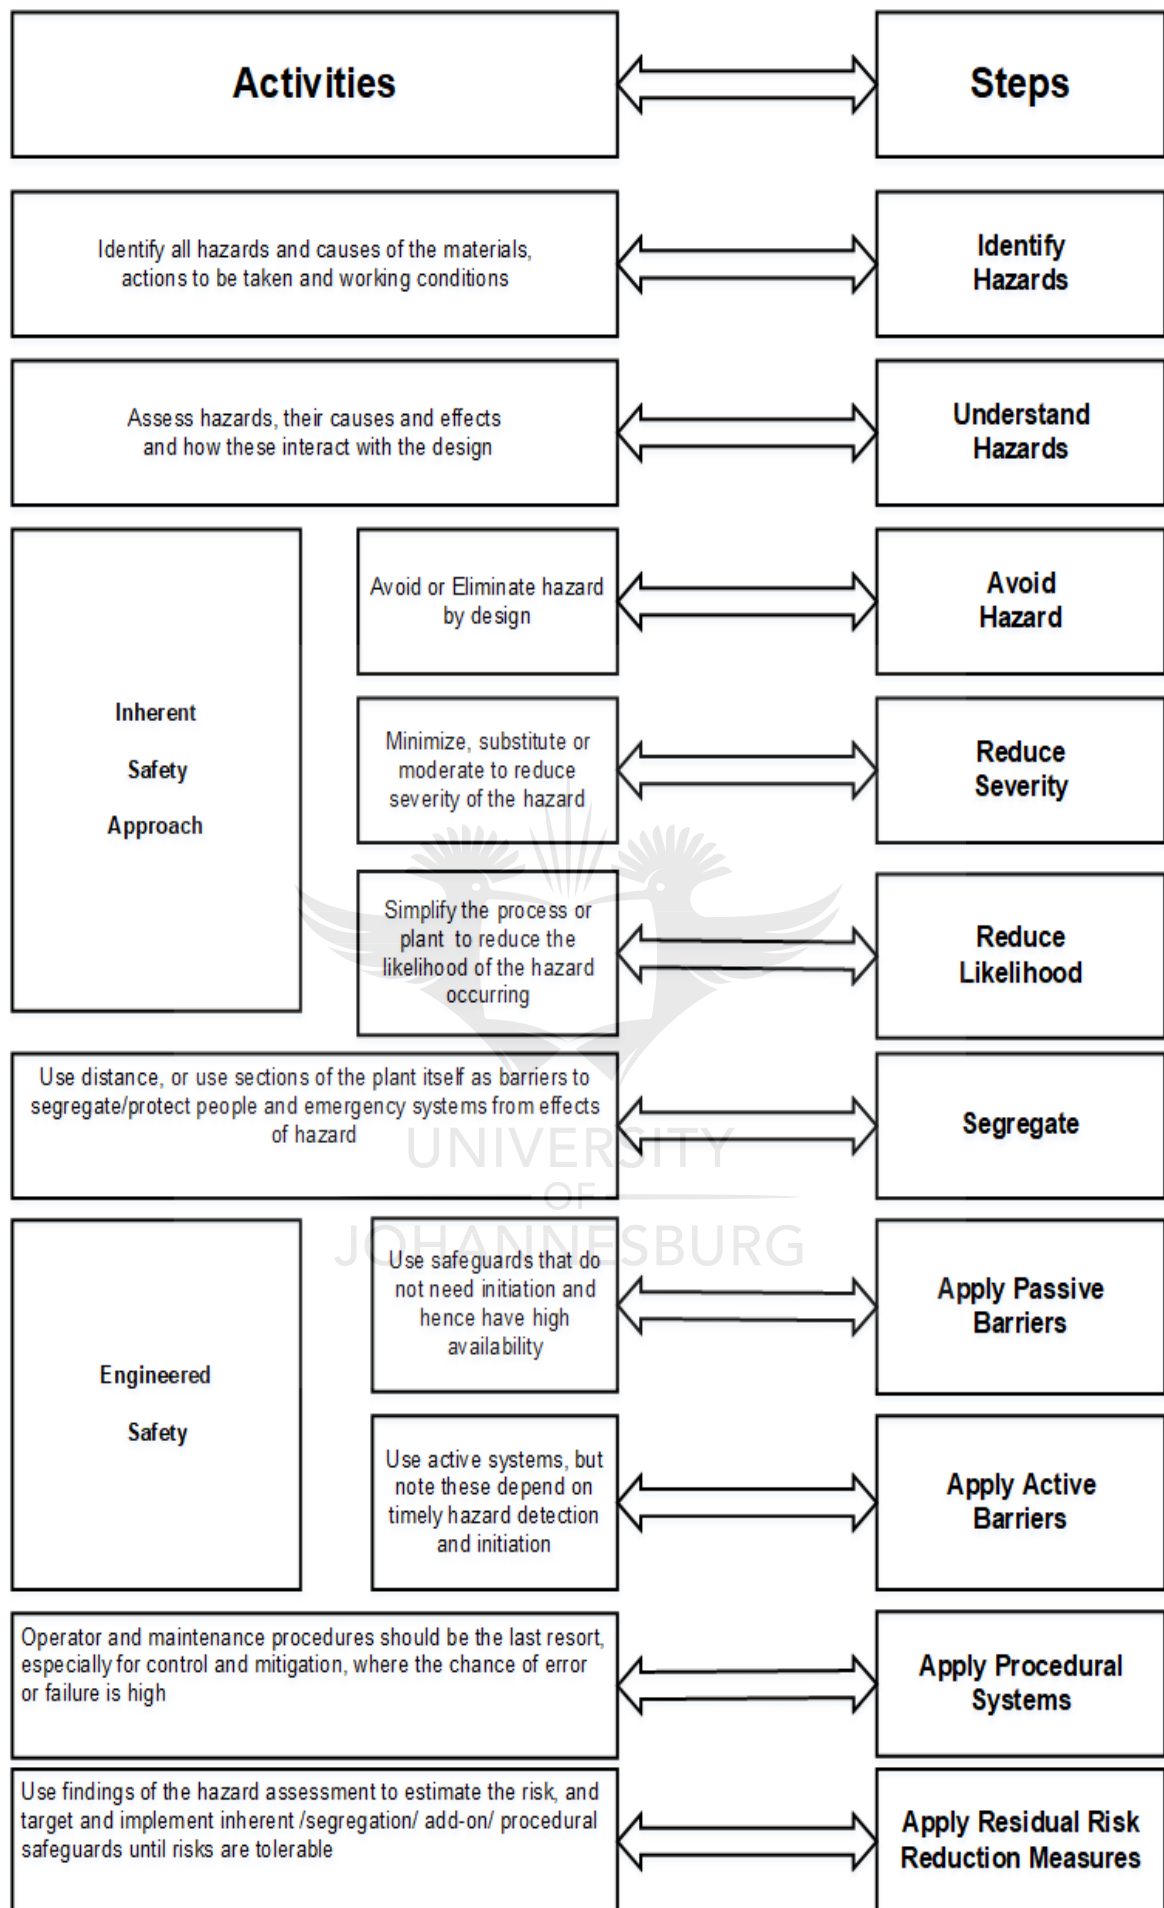 Activities
Steps
Identify all hazards and causes of the materials,
actions to be taken and working conditions
Identify
Hazards
Assess hazards, their causes and effects
and how these interact with the design
Understand
Hazards
Inherent
Safety
Approach
Avoid or Eliminate hazard
by design
Avoid
Hazard
Minimize, substitute or
moderate to reduce
severity of the hazard
Reduce
Severity
Simplify the process or
plant to reduce the
likelihood of the hazard
occurring
Reduce
Likelihood
Use distance, or use sections of the plant itself as barriers to
segregate/protect people and emergency systems from effects
of hazard
Segregate
UNIVERSITY
OF
JOHANNESBURG
Engineered
Safety
Use safeguards that do
not need initiation and
hence have high
availability
Apply Passive
Barriers
Use active systems, but
note these depend on
timely hazard detection
and initiation
Apply Active
Barriers
Operator and maintenance procedures should be the last resort,
especially for control and mitigation, where the chance of error
or failure is high
Apply Procedural
Systems
Use findings of the hazard assessment to estimate the risk, and
target and implement inherent /segregation/ add-on/ procedural
safeguards until risks are tolerable
Apply Residual Risk
Reduction Measures